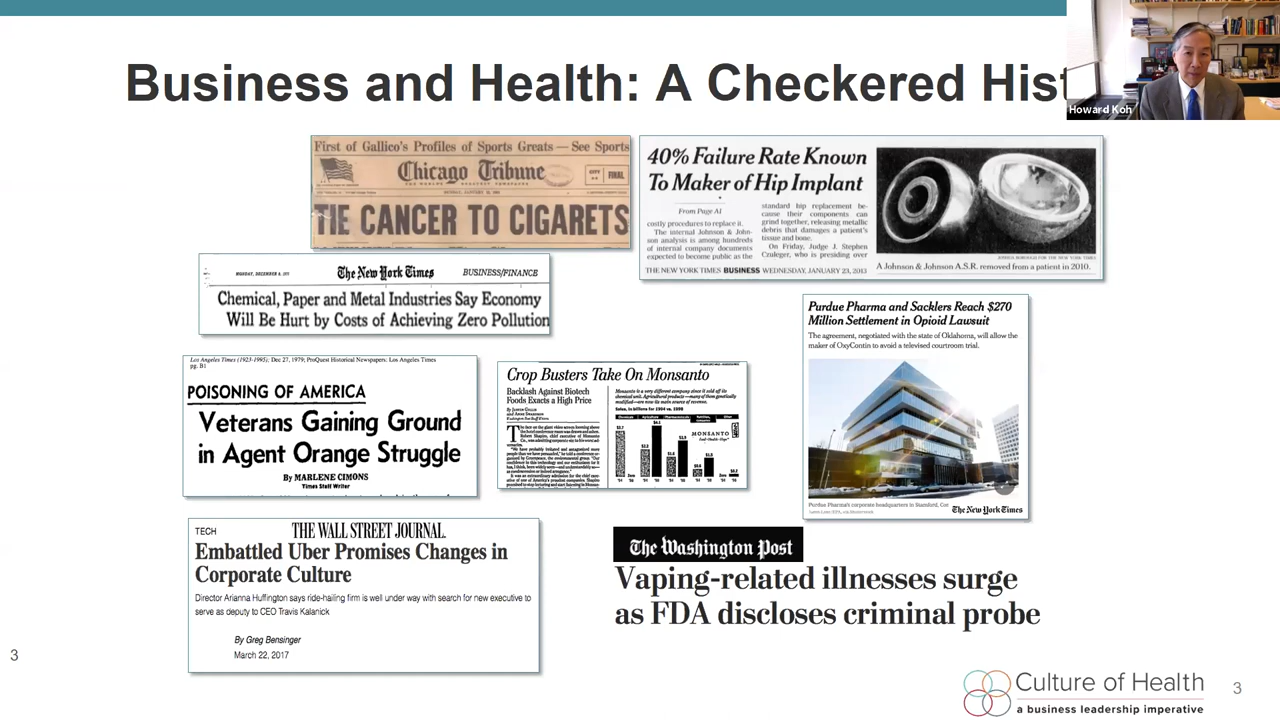 Business and Health: A Checkered Hist
Howard Koh
First of Gallico's Profiles of Sports Greats — See Sports
Chicago Tribune
FINAL
TIE CANCER TO CIGARETS
40% Failure Rate Known
To Maker of Hip Implant
From Page A1
costly procedures to replace it.
The internal Johnson & John-
son analysis is among hundreds
of internal company documents
expected to become public as the
standard hip replacement be-
cause their components can
grind together, releasing metallic
debris that damages a patient's
tissue and bone.
On Friday, Judge J. Stephen
Czuleger, who is presiding over
A Johnson & Johnson A.S.R. removed from a patient in 2010.
THE NEW YORK TIMES BUSINESS WEDNESDAY, JANUARY 23, 2013
The New York Times
BUSINESS/FINANCE
Chemical, Paper and Metal Industries Say Economy
Will Be Hurt by Costs of Achieving Zero Pollution
Purdue Pharma and Sacklers Reach $270
Million Settlement in Opioid Lawsuit
The agreement, negotiated with the state of Oklahoma, will allow the
maker of OxyContin to avoid a televised courtroom trial.
Purdue Pharma's corporate headquarters in Stamford, Con
The New York Times
Los Angeles Times (1923-1995); Dec 27, 1979; ProQuest Historical Newspapers: Los Angeles Times
pg. B1
POISONING OF AMERICA
Veterans Gaining Ground
in Agent Orange Struggle
By MARLENE CIMONS
Times Staff Writer
Crop Busters Take On Monsanto
Backlash Against Biotech
Foods Exacts a High Price
MONSANTO
TECH
THE WALL STREET JOURNAL.
Embattled Uber Promises Changes in
Corporate Culture
Director Arianna Huffington says ride-hailing firm is well under way with search for new executive to
serve as deputy to CEO Travis Kalanick
By Greg Bensinger
March 22, 2017
The Washington Post
Vaping-related illnesses surge
as FDA discloses criminal probe
3
Culture of Health
a business leadership imperative
3